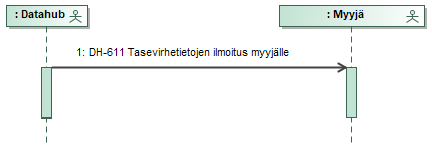 : Datahub
: Myyjä
1: DH-611 Tasevirhetietojen ilmoitus myyjälle